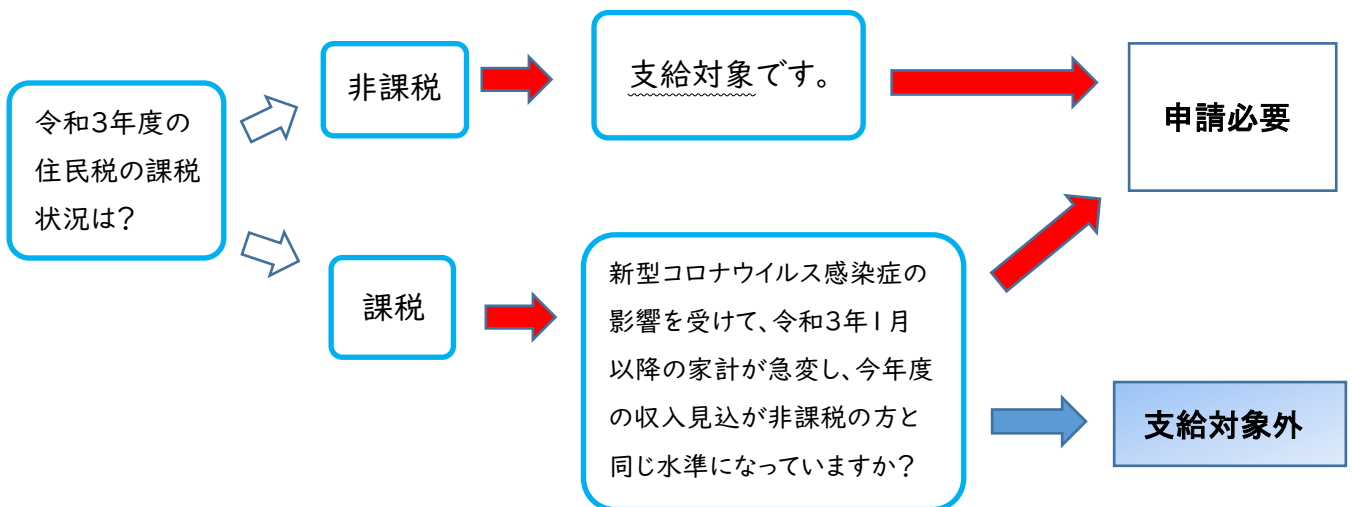 令和3年度の
住民税の課税
状況は?
非課税
支給対象です。
申請必要
課税
新型コロナウイルス感染症の
影響を受けて、令和3年1月
以降の家計が急変し、今年度
の収入見込が非課税の方と
同じ水準になっていますか?
支給対象外